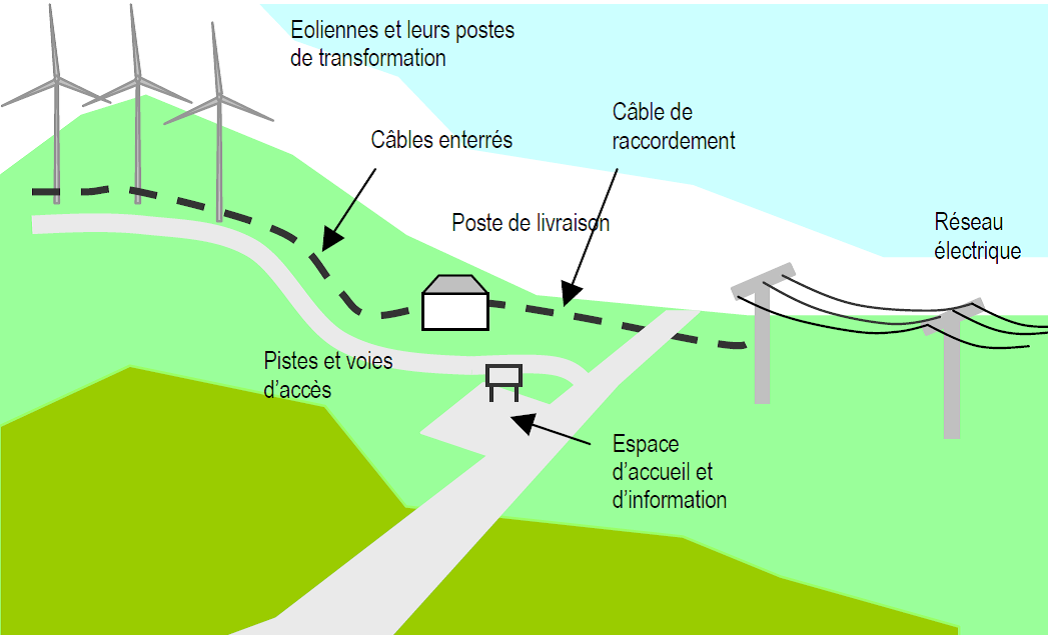 Eoliennes et leurs postes
de transformation
Câbles enterrés
Câble de
raccordement
Poste de livraison
Réseau
électrique
Pistes et voies
d'accès
Espace
d'accueil et
d'information